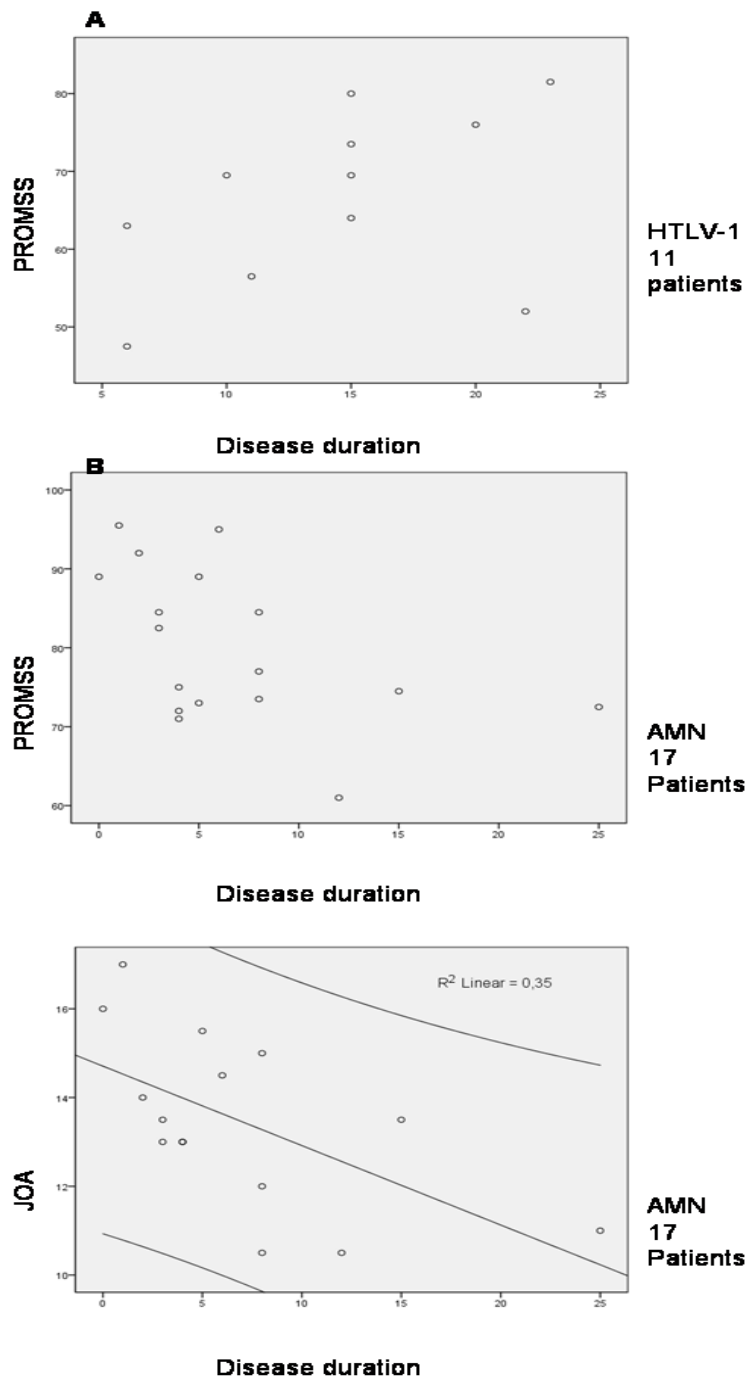 A
PROMSS
80
70
60
50
5
10
15
20
25
Disease duration
HTLV-1
11
patients
B
PROMSS
100
90
80
70
60
0
5
10
15
20
25
Disease duration
AMN
17
Patients
R² Linear = 0,35
JOA
16
14
12
10
0
5
10
15
20
25
Disease duration
AMN
17
Patients